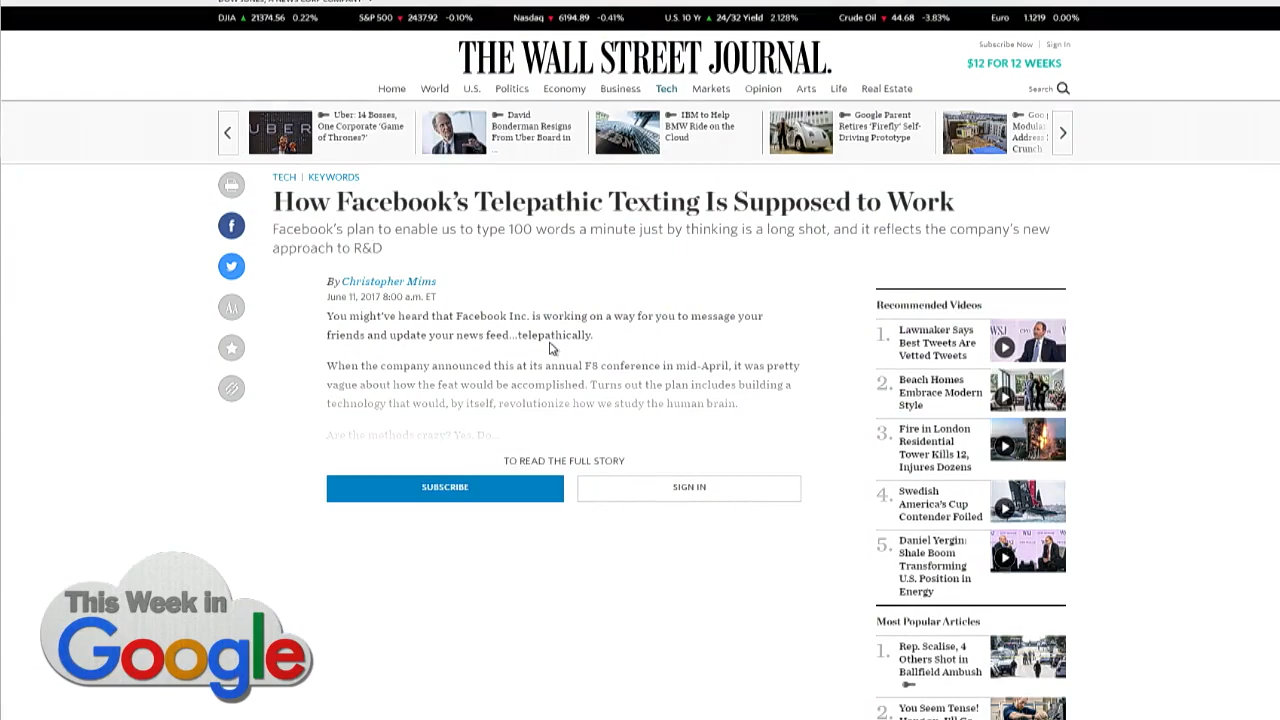 DJIA ▲ 21374.56 0.22% S&P 500 ▼ 2437.92 -0.10% Nasdaq ▼ 6194.89 -0.41% U.S. 10 Yr ▲ 24/32 Yield 2.128% Crude Oil ▼ 44.68 -3.83% Euro 1.1219 0.00%
THE WALL STREET JOURNAL.
Subscribe Now | Sign In
$12 FOR 12 WEEKS
Home World U.S. Politics Economy Business Tech Markets Opinion Arts Life Real Estate
Search
UBER
Uber: 14 Bosses,
One Corporate 'Game
of Thrones?'
David
Bonderman Resigns
From Uber Board in
...
IBM to Help
BMW Ride on the
Cloud
Google Parent
Retires 'Firefly' Self-
Driving Prototype
Goo
Modula
Address
Crunch
TECH | KEYWORDS
How Facebook's Telepathic Texting Is Supposed to Work
Facebook's plan to enable us to type 100 words a minute just by thinking is a long shot, and it reflects the company's new
approach to R&D
AA
By Christopher Mims
June 11, 2017 8:00 a.m. ET
You might've heard that Facebook Inc. is working on a way for you to message your
friends and update your news feed...telepathically.
When the company announced this at its annual F8 conference in mid-April, it was pretty
vague about how the feat would be accomplished. Turns out the plan includes building a
technology that would, by itself, revolutionize how we study the human brain.
Are the methods crazy? Yes. Do...
TO READ THE FULL STORY
SUBSCRIBE
SIGN IN
Recommended Videos
1. Lawmaker Says
Best Tweets Are
Vetted Tweets
WSJ
2. Beach Homes
Embrace Modern
Style
3. Fire in London
Residential
Tower Kills 12,
Injures Dozens
4. Swedish
America's Cup
Contender Foiled
5. Daniel Yergin:
Shale Boom
Transforming
U.S. Position in
Energy
Most Popular Articles
1. Rep. Scalise, 4
Others Shot in
Ballfield Ambush
2. You Seem Tense!
This Week in
Google